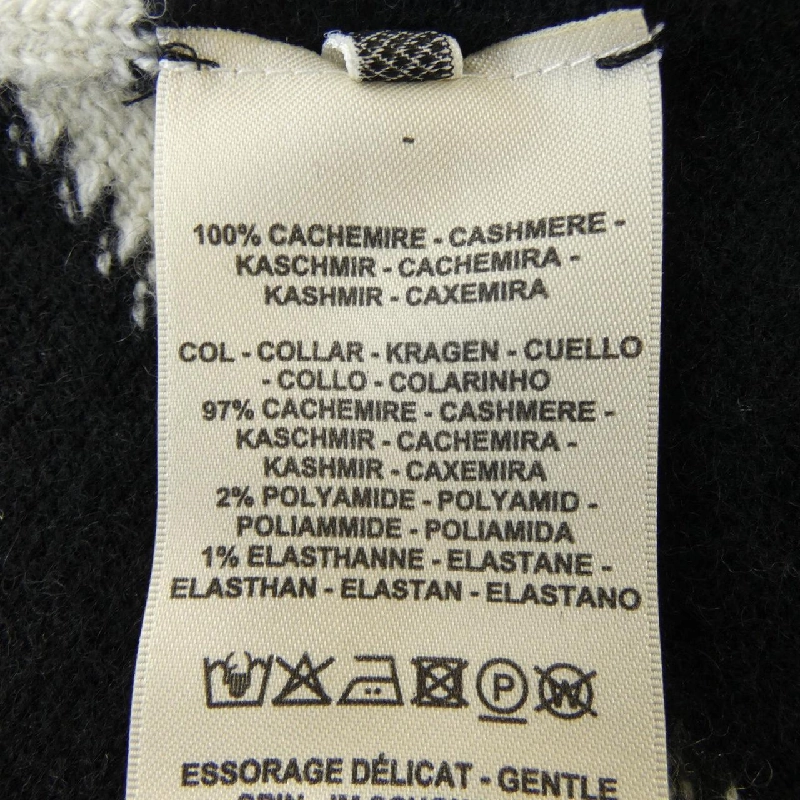 100% CACHEMIRE - CASHMERE -
KASCHMIR - CACHEMIRA -
KASHMIR - CAXEMIRA
COL - COLLAR - KRAGEN - CUELLO
- COLLO - COLARINHO
97% CACHEMIRE - CASHMERE -
KASCHMIR - CACHEMIRA -
KASHMIR - CAXEMIRA
2% POLYAMIDE - POLYAMID -
POLIAMMIDE - POLIAMIDA
1% ELASTHANNE - ELASTANE -
ELASTHAN - ELASTAN - ELASTANO
P W
ESSORAGE DÉLICAT - GENTLE